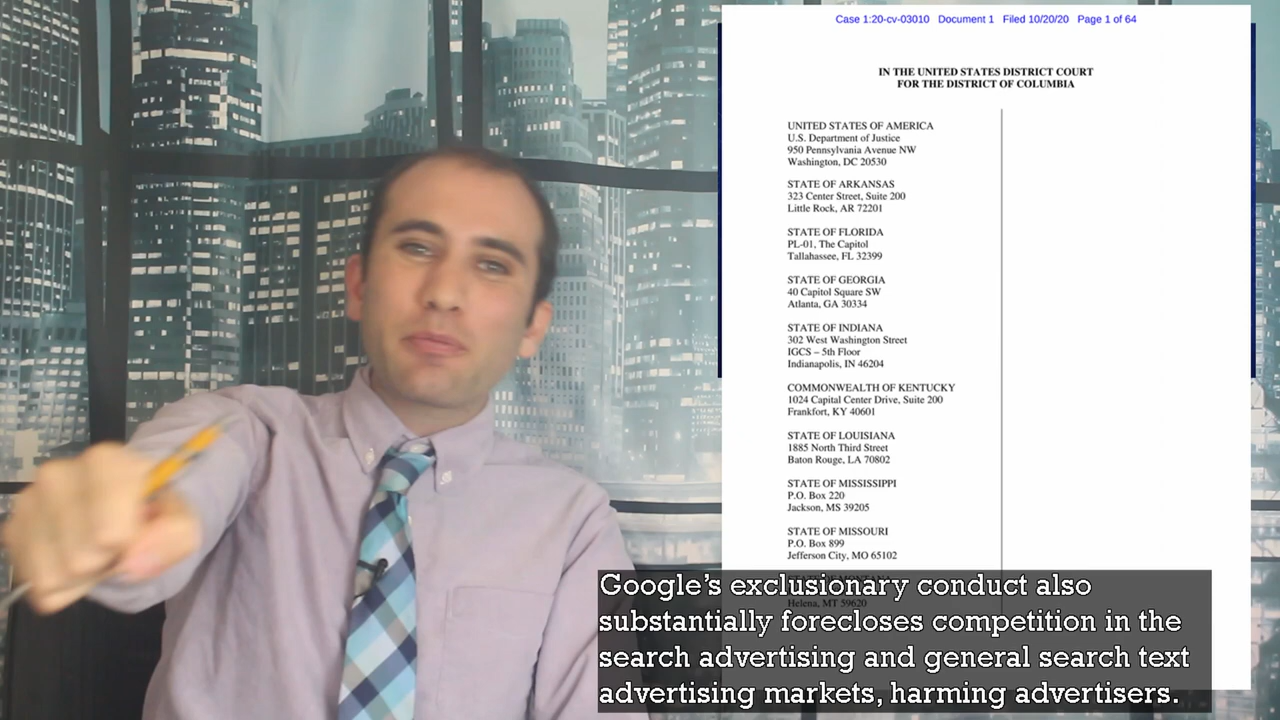 Case 1:20-cv-03010 Document 1 Filed 10/20/20 Page 1 of 64
IN THE UNITED STATES DISTRICT COURT
FOR THE DISTRICT OF COLUMBIA
UNITED STATES OF AMERICA
U.S. Department of Justice
950 Pennsylvania Avenue NW
Washington, DC 20530
STATE OF ARKANSAS
323 Center Street, Suite 200
Little Rock, AR 72201
STATE OF FLORIDA
PL-01, The Capitol
Tallahassee, FL 32399
STATE OF GEORGIA
40 Capitol Square SW
Atlanta, GA 30334
STATE OF INDIANA
302 West Washington Street
IGCS – 5th Floor
Indianapolis, IN 46204
COMMONWEALTH OF KENTUCKY
1024 Capital Center Drive, Suite 200
Frankfort, KY 40601
STATE OF LOUISIANA
1885 North Third Street
Baton Rouge, LA 70802
STATE OF MISSISSIPPI
P.O. Box 220
Jackson, MS 39205
STATE OF MISSOURI
P.O. Box 899
Jefferson City, MO 65102
Helena, MT 59620
Google's exclusionary conduct also
substantially forecloses competition in the
search advertising and general search text
advertising markets, harming advertisers.